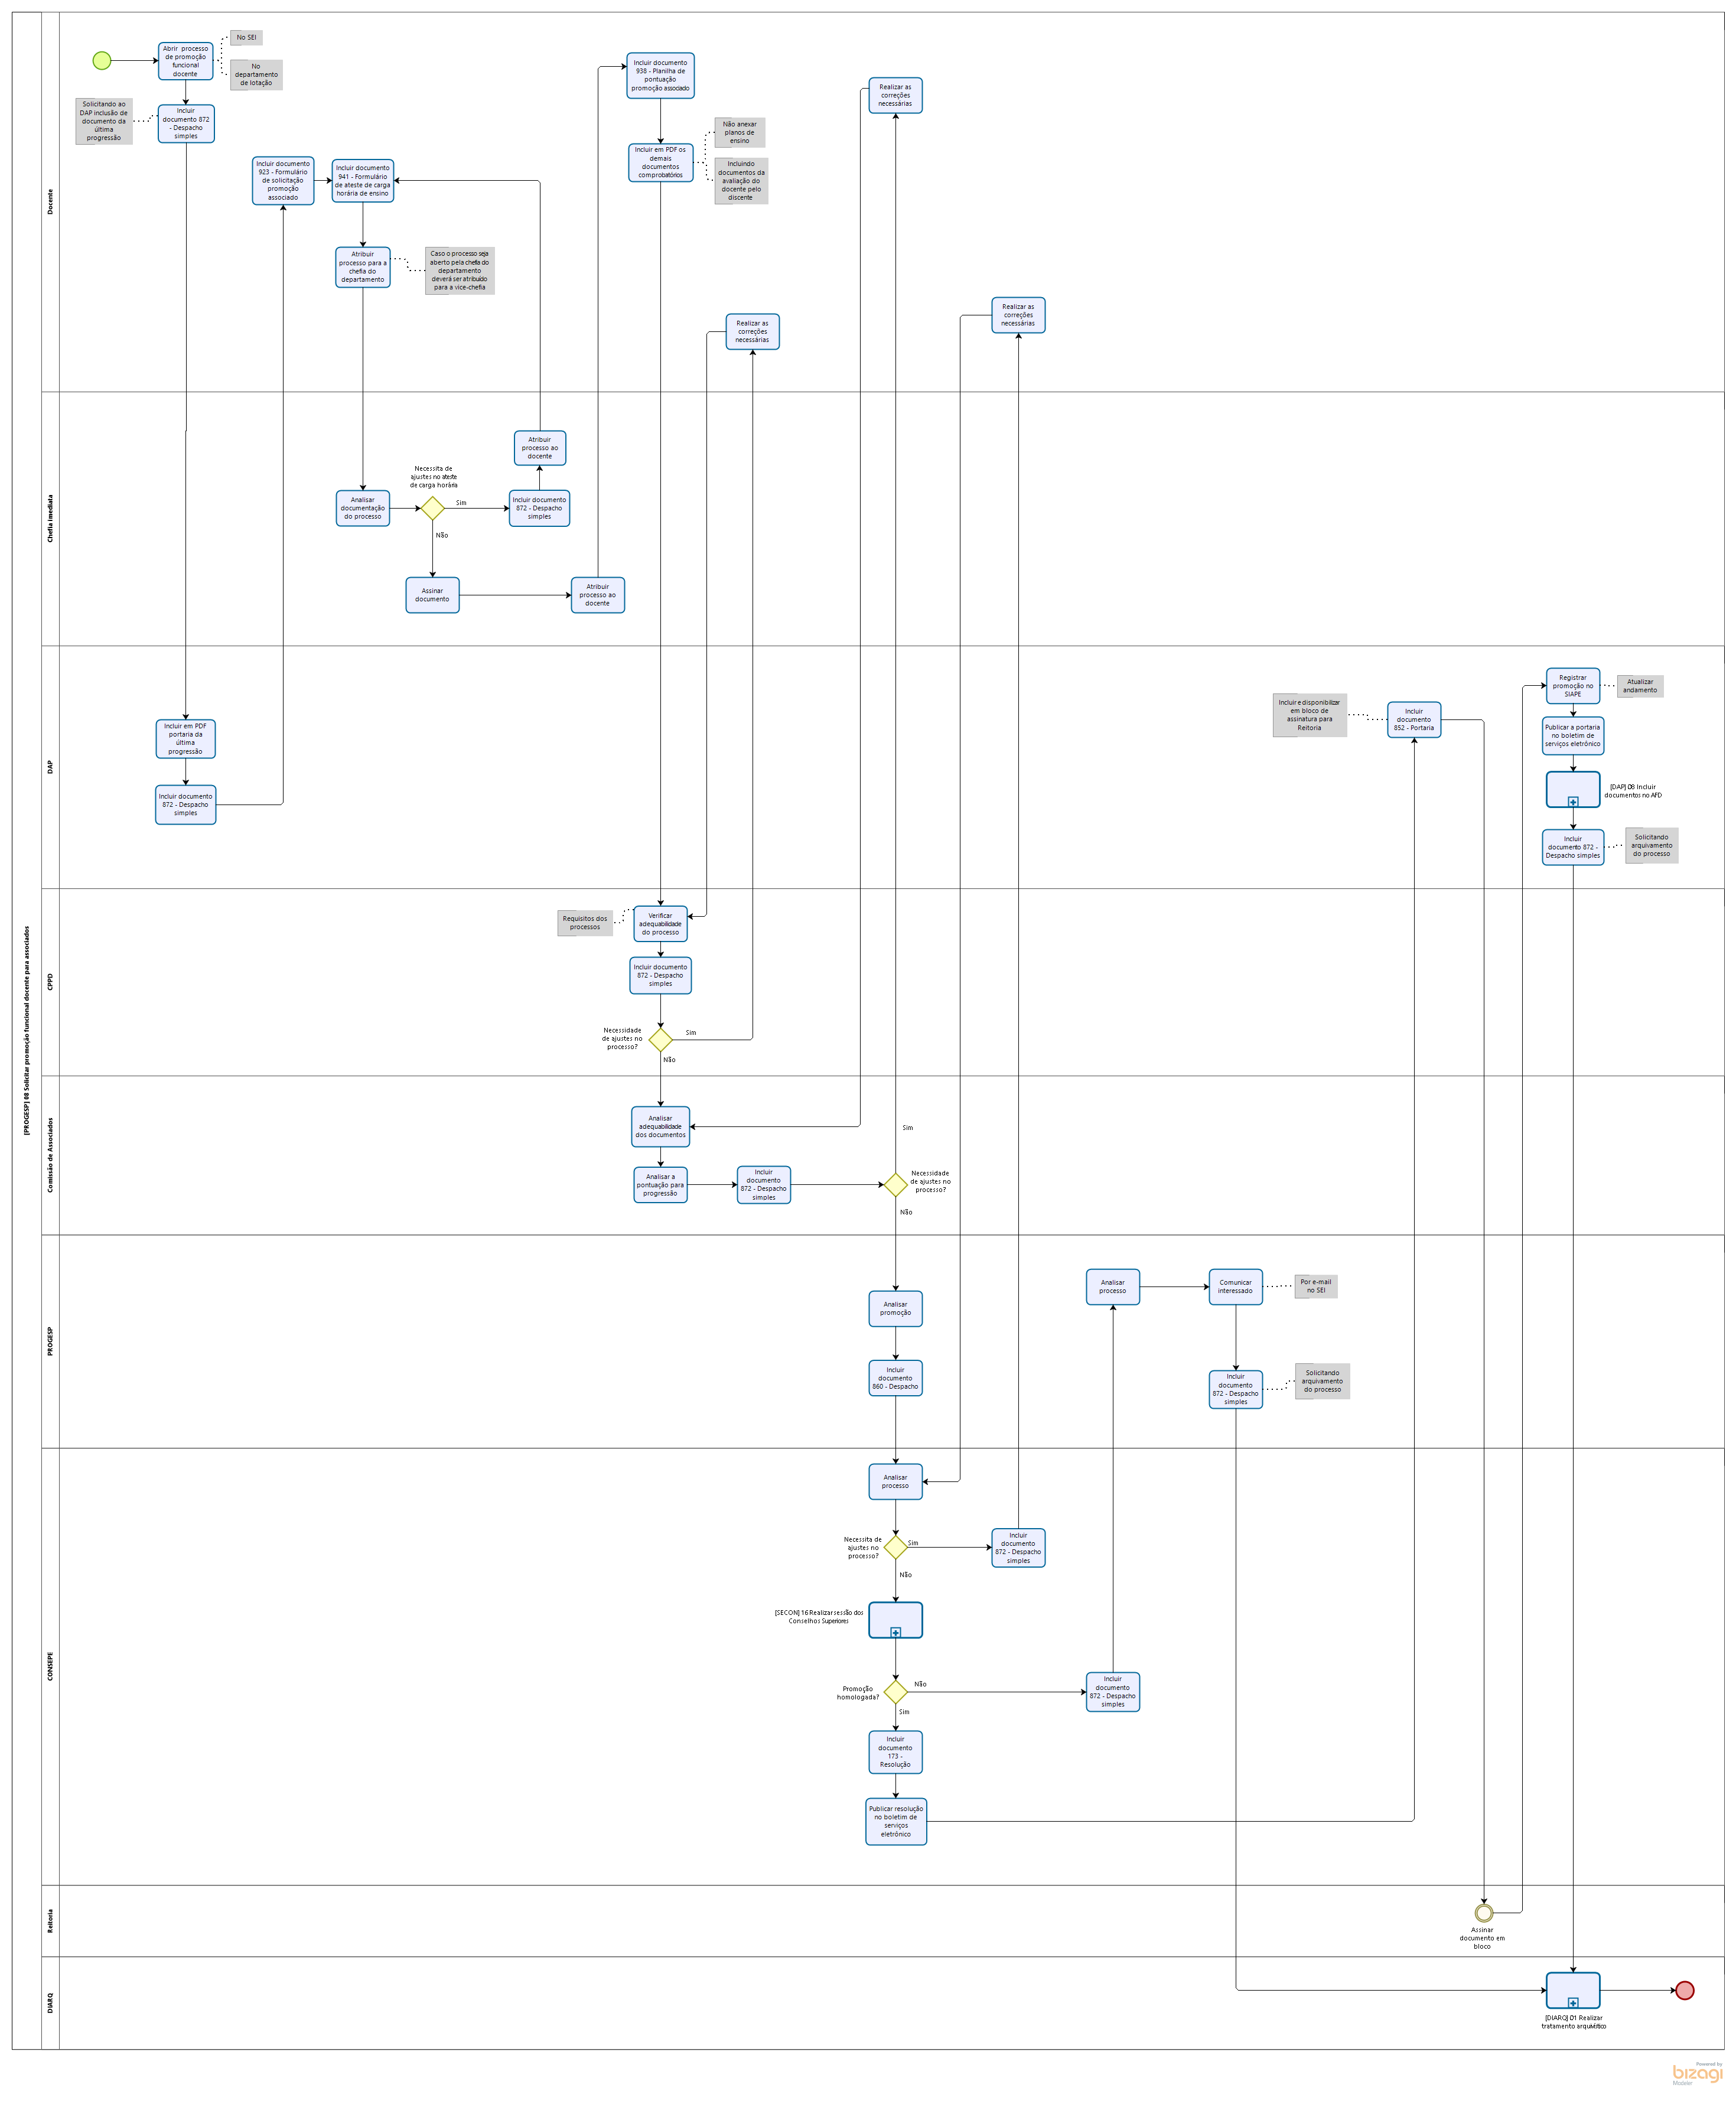 [PROGESP] 08 Solicitar promoção funcional docente para associados
Docente
No SEI
Abrir processo
de promoção
funcional
docente
No
departamento
de lotação
Solicitando ao
DAP inclusão de
documento da
última
progressão
Incluir
documento 872
- Despacho
simples
Incluir documento
923 - Formulário
de solicitação
promoção
associado
Incluir documento
941 - Formulário
de ateste de carga
horária de ensino
Atribuir
processo para a
chefia do
departamento
Caso o processo seja
aberto pela chefia do
departamento
deverá ser atribuído
para a vice-chefia
Incluir documento
938 - Planilha de
pontuação
promoção associado
Incluir em PDF os
demais
documentos
comprobatórios
Não anexar
planos de
ensino
Incluindo
documentos da
avaliação do
docente pelo
discente
Realizar as
correções
necessárias
Realizar as
correções
necessárias
Realizar as
correções
necessárias
Chefia imediata
Analisar
documentação
do processo
Necessita de
ajustes no ateste
de carga horária
Sim
Não
Incluir documento
872 - Despacho
simples
Atribuir
processo ao
docente
Assinar
documento
Atribuir
processo ao
docente
DAP
Incluir em PDF
portaria da
última
progressão
Incluir documento
872 - Despacho
simples
Incluir e disponibilizar
em bloco de
assinatura para
Reitoria
Incluir
documento
852 - Portaria
Registrar
promoção no
SIAPE
Atualizar
andamento
Publicar a portaria
no boletim de
serviços eletrônico
[DAP] 08 Incluir
documentos no AFD
Incluir
documento 872 -
Despacho simples
Solicitando
arquivamento
do processo
CPPD
Requisitos dos
processos
Verificar
adequabilidade
do processo
Incluir documento
872 - Despacho
simples
Necessidade
de ajustes no
processo?
Sim
Não
Comissão de Associados
Analisar
adequabilidade
dos documentos
Analisar a
pontuação para
progressão
Incluir
documento
872 - Despacho
simples
Sim
Necessidade
de ajustes no
processo?
Não
PROGESP
Analisar
promoção
Incluir
documento
860 - Despacho
Analisar
processo
Comunicar
interessado
Por e-mail
no SEI
Incluir
documento
872 - Despacho
simples
Solicitando
arquivamento
do processo
CONSEPE
Analisar
processo
Necessita de
ajustes no
processo?
Sim
Não
Incluir
documento
872 - Despacho
simples
[SECON] 16 Realizar sessão dos
Conselhos Superiores
Promoção
homologada?
Não
Sim
Incluir
documento
872 - Despacho
simples
Incluir
documento
173 -
Resolução
Publicar resolução
no boletim de
serviços
eletrônico
Reitoria
Assinar
documento em
bloco
DIARQ
[DIARQ] 01 Realizar
tratamento arquivístico
Powered by
bizagi
Modeler